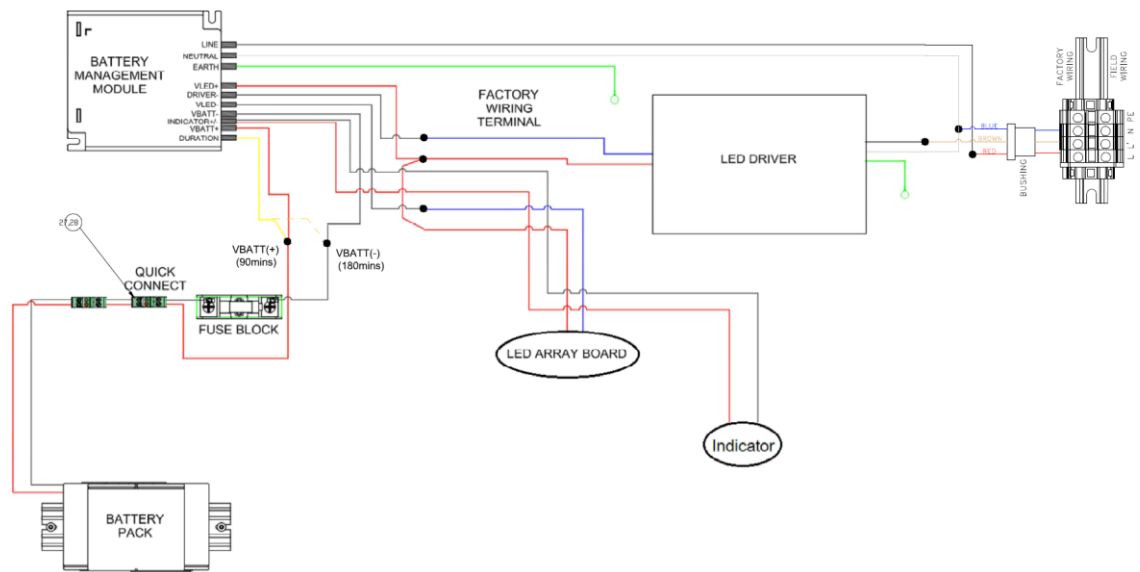 BATTERY
MANAGEMENT
MODULE
LINE
NEUTRAL
EARTH
VLED+
DRIVER-
VLED-
VBATT-
INDICATOR+/-
VBATT+
DURATION
FACTORY
WIRING
TERMINAL
LED DRIVER
BLUE
BROWN
RED
BUSHING
FACTORY
WIRING
FIELD
WIRING
L L' N PE
27,28
VBATT(+)
(90mins)
VBATT(-)
(180mins)
QUICK
CONNECT
FUSE BLOCK
LED ARRAY BOARD
Indicator
BATTERY
PACK